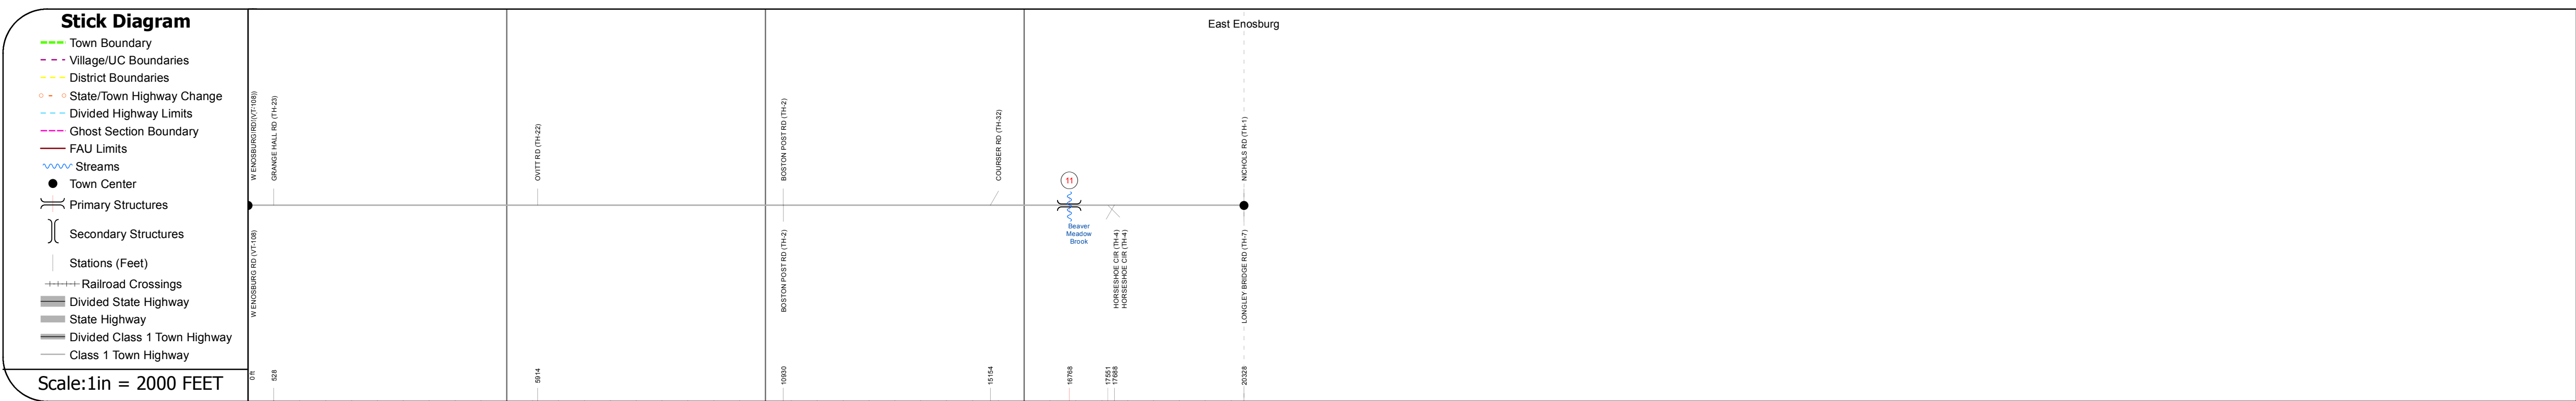 Stick Diagram
Town Boundary
Village/UC Boundaries
District Boundaries
State/Town Highway Change
Divided Highway Limits
Ghost Section Boundary
FAU Limits
Streams
Town Center
Primary Structures
Secondary Structures
Stations (Feet)
Railroad Crossings
Divided State Highway
State Highway
Divided Class 1 Town Highway
Class 1 Town Highway
Scale:1in = 2000 FEET
East Enosburg
W ENOSBURG RD (VT-108)
GRANGE HALL RD (TH-23)
OVITT RD (TH-22)
BOSTON POST RD (TH-2)
COURSER RD (TH-32)
NICHOLS RD (TH-1)
11
Beaver
Meadow
Brook
W ENOSBURG RD (VT-108)
BOSTON POST RD (TH-2)
HORSESHOE CIR (TH-4)
HORSESHOE CIR (TH-4)
LONGLEY BRIDGE RD (TH-7)
0 ft
528
5914
10930
15154
16768
17551
17688
20328